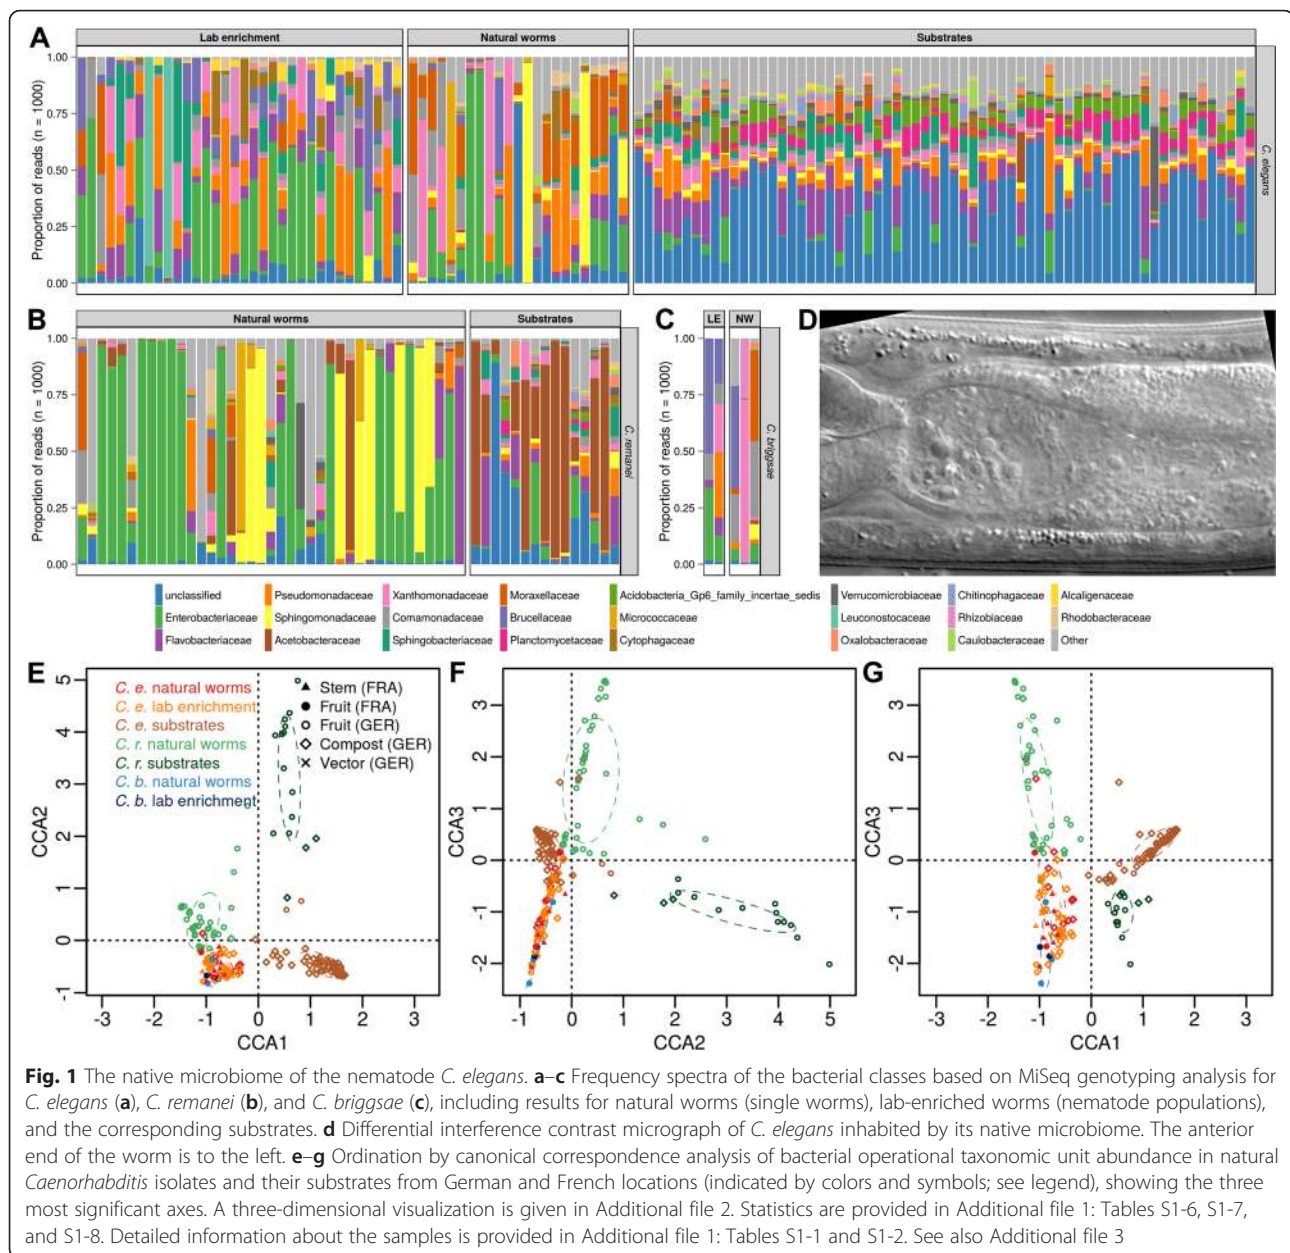 A
Lab enrichment
Natural worms
Substrates
Proportion of reads (n = 1000)
1.00
0.75
0.50
0.25
0.00
C. elegans
B
Natural worms
Substrates
Proportion of reads (n = 1000)
1.00
0.75
0.50
0.25
0.00
C. remanei
C
LE
NW
Proportion of reads (n = 1000)
1.00
0.75
0.50
0.25
0.00
C. briggsae
D
unclassified
Enterobacteriaceae
Flavobacteriaceae
Pseudomonadaceae
Sphingomonadaceae
Acetobacteraceae
Xanthomonadaceae
Comamonadaceae
Sphingobacteriaceae
Moraxellaceae
Brucellaceae
Planctomycetaceae
Acidobacteria_Gp6_family_incertae_sedis
Micrococcaceae
Cytophagaceae
Verrucomicrobiaceae
Leuconostocaceae
Oxalobacteraceae
Chitinophagaceae
Rhizobiaceae
Caulobacteraceae
Alcaligenaceae
Rhodobacteraceae
Other
E
C. e. natural worms
C. e. lab enrichment
C. e. substrates
C. r. natural worms
C. r. substrates
C. b. natural worms
C. b. lab enrichment
Stem (FRA)
Fruit (FRA)
Fruit (GER)
Compost (GER)
Vector (GER)
CCA2
5
4
3
2
1
0
-1
-3 -2 -1 0 1 2 3
CCA1
F
CCA3
3
2
1
0
-1
-2
-1 0 1 2 3 4 5
CCA2
G
CCA3
3
2
1
0
-1
-2
-3 -2 -1 0 1 2 3
CCA1
Fig. 1 The native microbiome of the nematode C. elegans. a–c Frequency spectra of the bacterial classes based on MiSeq genotyping analysis for
C. elegans (a), C. remanei (b), and C. briggsae (c), including results for natural worms (single worms), lab-enriched worms (nematode populations),
and the corresponding substrates. d Differential interference contrast micrograph of C. elegans inhabited by its native microbiome. The anterior
end of the worm is to the left. e–g Ordination by canonical correspondence analysis of bacterial operational taxonomic unit abundance in natural
Caenorhabditis isolates and their substrates from German and French locations (indicated by colors and symbols; see legend), showing the three
most significant axes. A three-dimensional visualization is given in Additional file 2. Statistics are provided in Additional file 1: Tables S1-6, S1-7,
and S1-8. Detailed information about the samples is provided in Additional file 1: Tables S1-1 and S1-2. See also Additional file 3